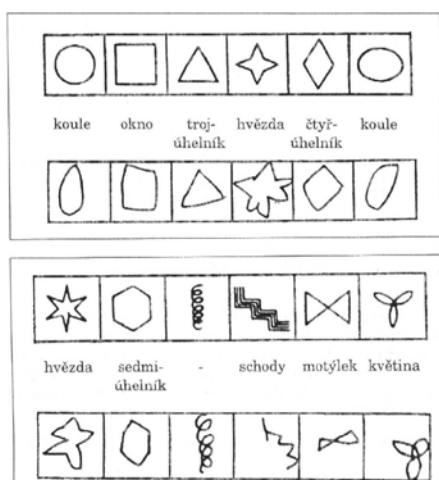 koule okno troj- hvězda čtyř- koule
úhelník úhelník
hvězda sedmi- - schody motýlek květina
úhelník